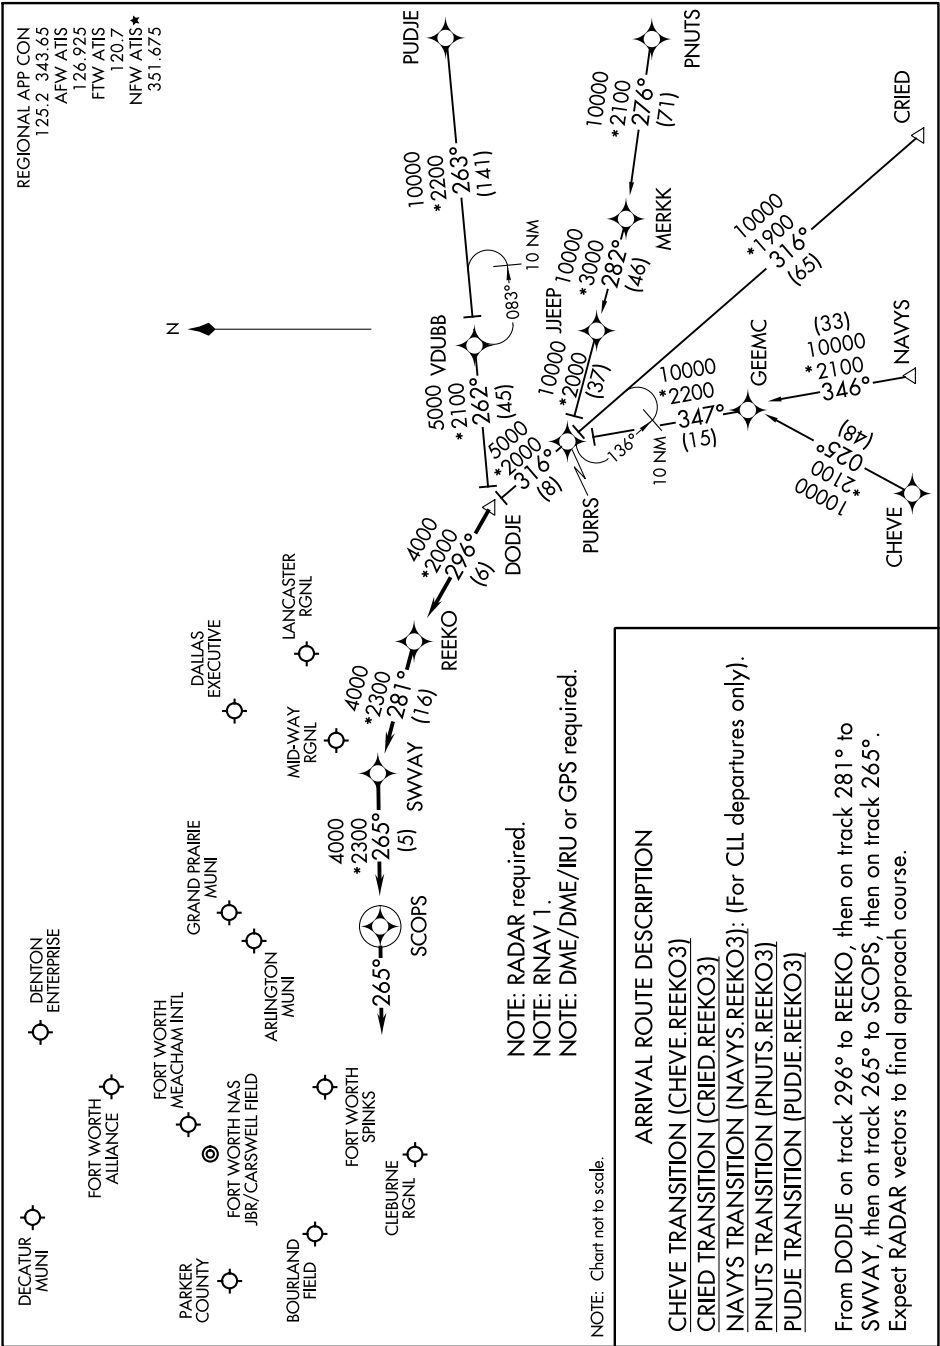 REGIONAL APP CON
125.2 343.65
AFW ATIS
126.925
FTW ATIS
120.7
NFW ATIS★
351.675
DECATUR
MUNI
DENTON
ENTERPRISE
FORT WORTH
ALLIANCE
FORT WORTH
MEACHAM INTL
PARKER
COUNTY
FORT WORTH NAS
JBR/CARSWELL FIELD
GRAND PRAIRIE
MUNI
ARLINGTON
MUNI
DALLAS
EXECUTIVE
LANCASTER
RGNL
MID-WAY
RGNL
BOURLAND
FIELD
FORT WORTH
SPINKS
CLEBURNE
RGNL
N
PUDJE
10000
*2200
263°
(141)
10 NM
083°
VDUBB
5000
*2100
262°
(45)
PNUTS
10000
*2100
276°
(71)
MERKK
10000
*3000
282°
(46)
JJEEP
10000
*2000
(37)
CRIED
10000
*1900
316°
(65)
NAVYS
(33)
10000
*2100
346°
GEEMC
10000
*2200
347°
(15)
CHEVE
10000
*2100
025°
(48)
136°
10 NM
PURRS
5000
*2000
316°
(8)
DODJE
4000
*2000
296°
(6)
REEKO
4000
*2300
281°
(16)
SWVAY
4000
*2300
265°
(5)
SCOPS
265°
NOTE: RADAR required.
NOTE: RNAV 1.
NOTE: DME/DME/IRU or GPS required.
NOTE: Chart not to scale.
ARRIVAL ROUTE DESCRIPTION
CHEVE TRANSITION (CHEVE.REEKO3)
CRIED TRANSITION (CRIED.REEKO3)
NAVYS TRANSITION (NAVYS.REEKO3): (For CLL departures only).
PNUTS TRANSITION (PNUTS.REEKO3)
PUDJE TRANSITION (PUDJE.REEKO3)
From DODJE on track 296° to REEKO, then on track 281° to
SWVAY, then on track 265° to SCOPS, then on track 265°.
Expect RADAR vectors to final approach course.